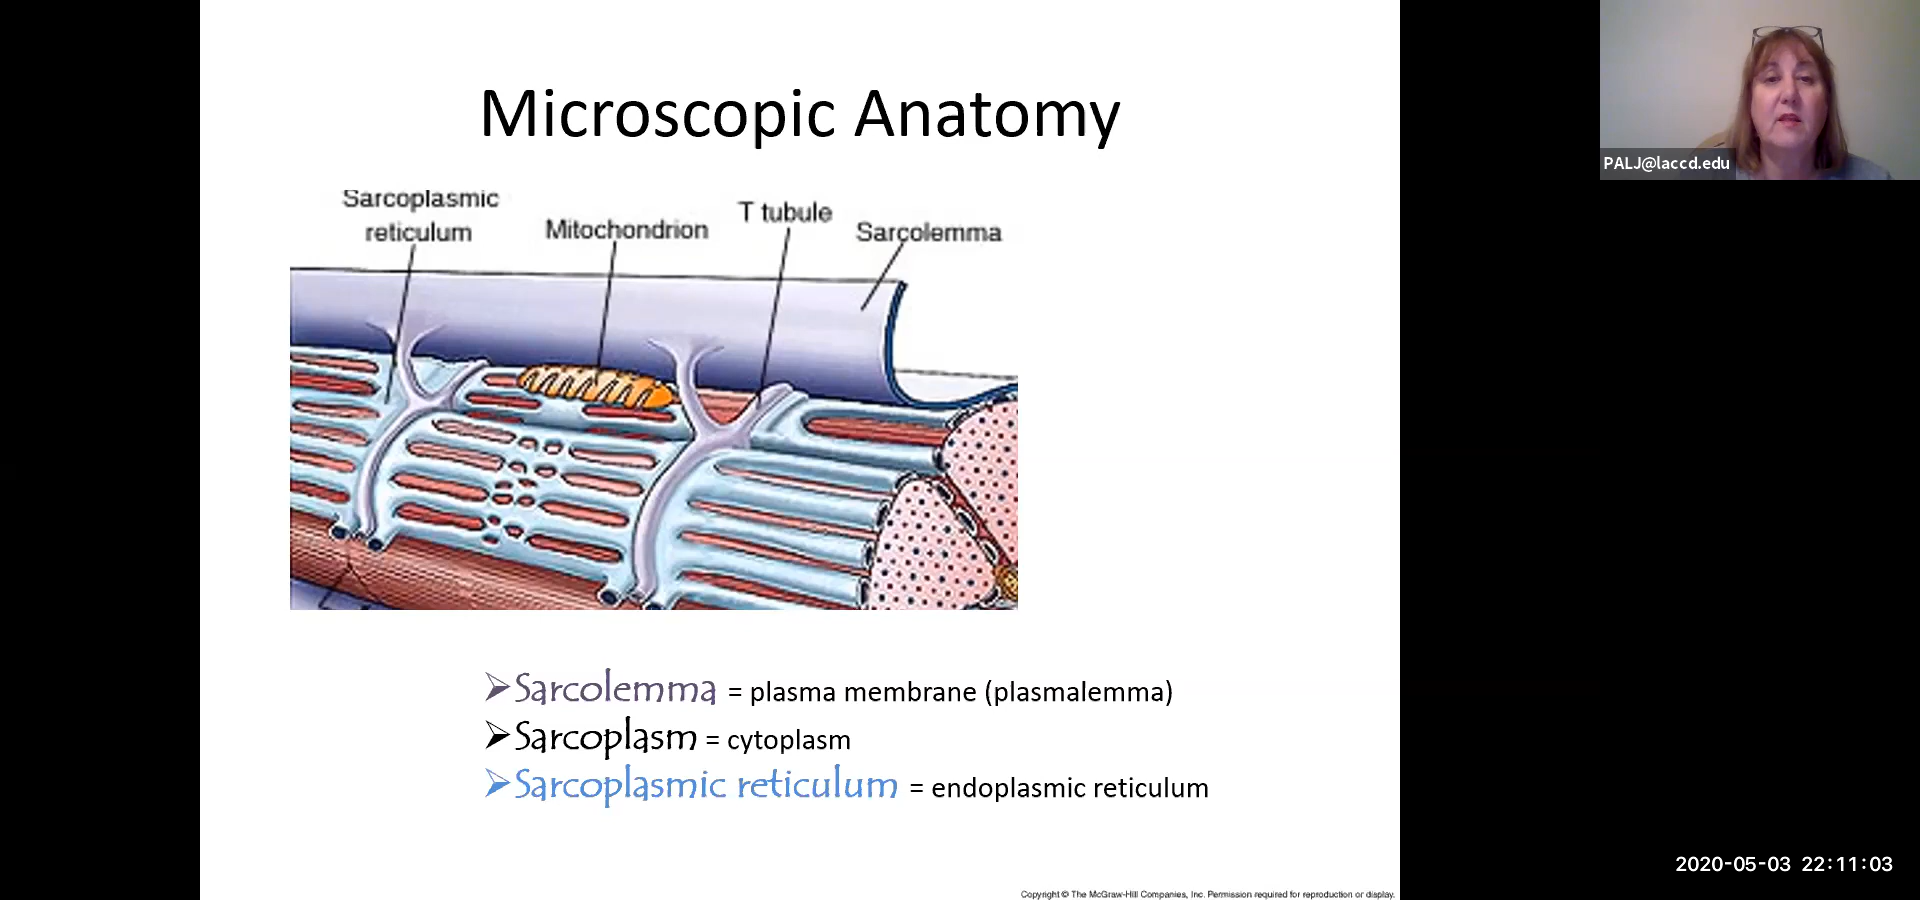 Microscopic Anatomy
PALJ@laccd.edu
Sarcoplasmic
reticulum
Mitochondrion
T tubule
Sarcolemma
➢Sarcolemma = plasma membrane (plasmalemma)
➢Sarcoplasm = cytoplasm
➢Sarcoplasmic reticulum = endoplasmic reticulum
2020-05-03 22:11:03
Copyright © The McGraw-Hill Companies, Inc. Permission required for reproduction or display.